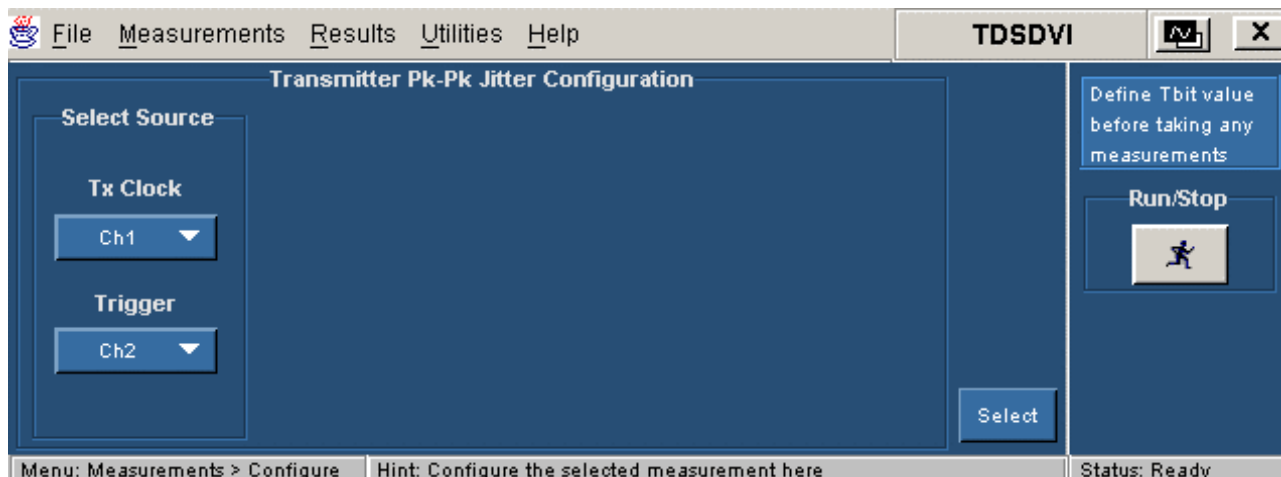 File Measurements Results Utilities Help
TDSDVI
Transmitter Pk-Pk Jitter Configuration
Select Source
Tx Clock
Ch1
Trigger
Ch2
Select
Define Tbit value
before taking any
measurements
Run/Stop
Menu: Measurements > Configure
Hint: Configure the selected measurement here
Status: Ready